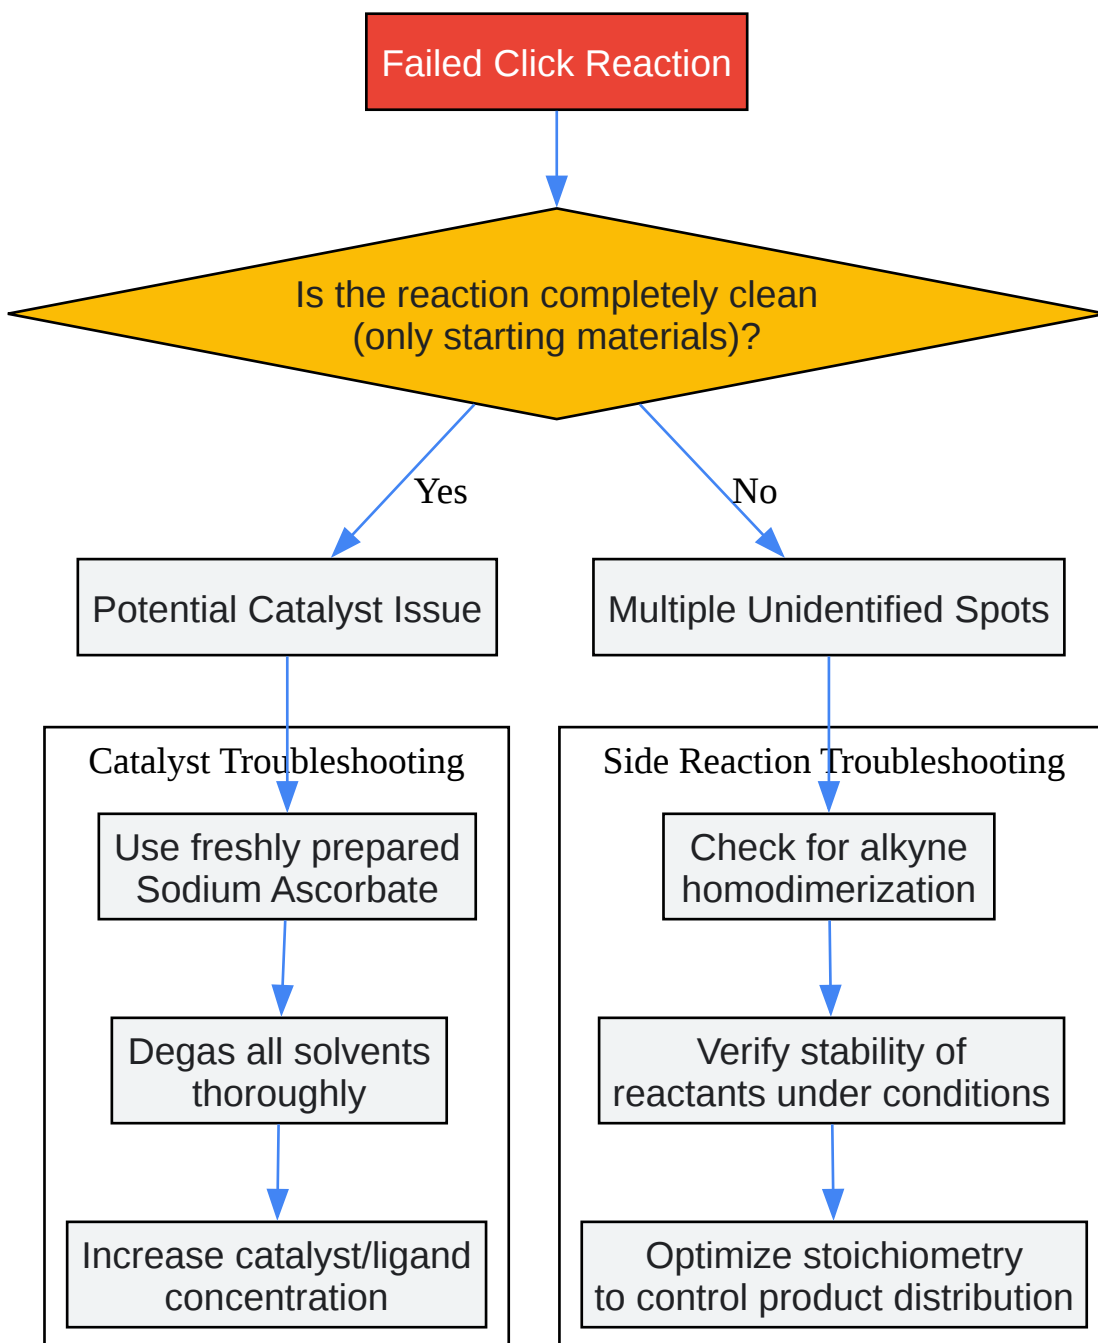 Failed Click Reaction
Is the reaction completely clean
(only starting materials)?
Yes
No
Potential Catalyst Issue
Multiple Unidentified Spots
Catalyst Troubleshooting
Use freshly prepared
Sodium Ascorbate
Degas all solvents
thoroughly
Increase catalyst/ligand
concentration
Side Reaction Troubleshooting
Check for alkyne
homodimerization
Verify stability of
reactants under conditions
Optimize stoichiometry
to control product distribution